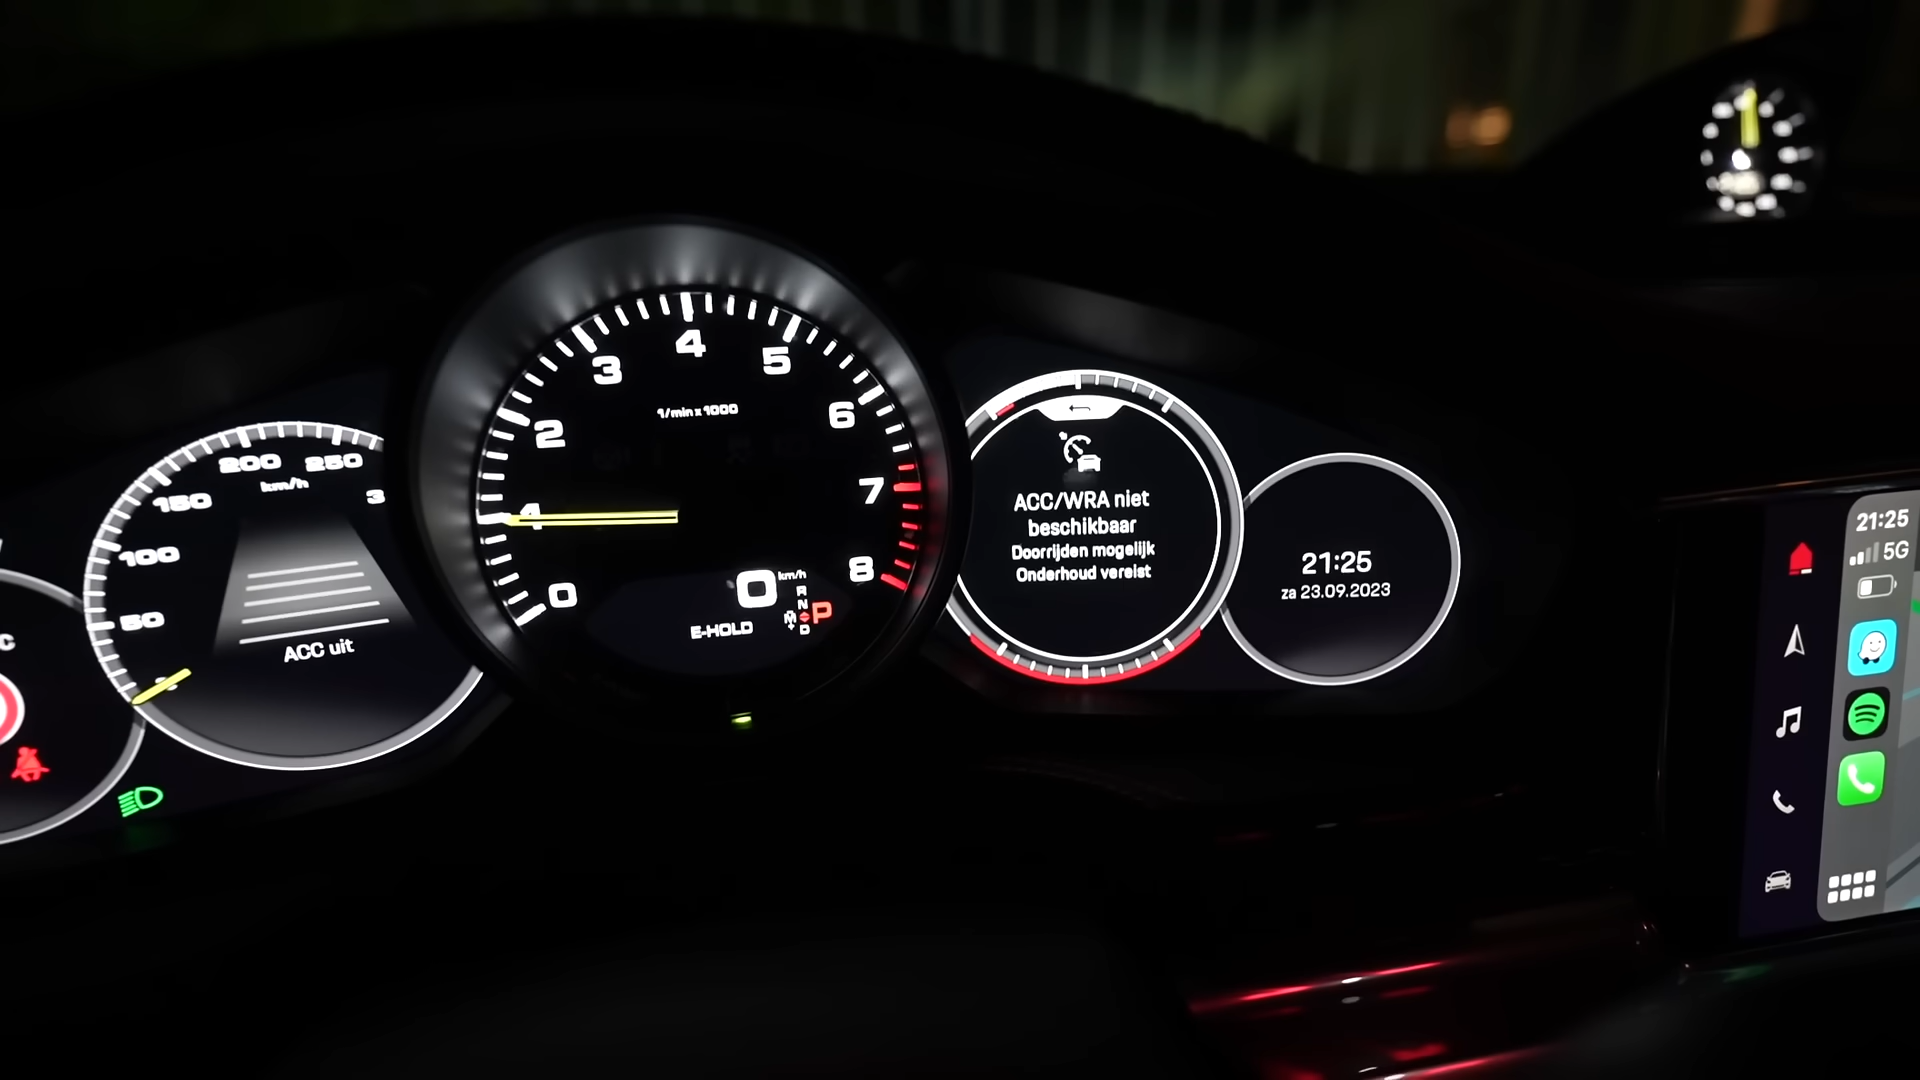 200
250
150
km/h
3
100
50
ACC uit
4
3
5
1/min x 1000
2
6
7
8
0
0 km/h
R
N
M
P
+
D
E-HOLD
ACC/WRA niet
beschikbaar
Doorrijden mogelijk
Onderhoud vereist
21:25
za 23.09.2023
21:25
5G